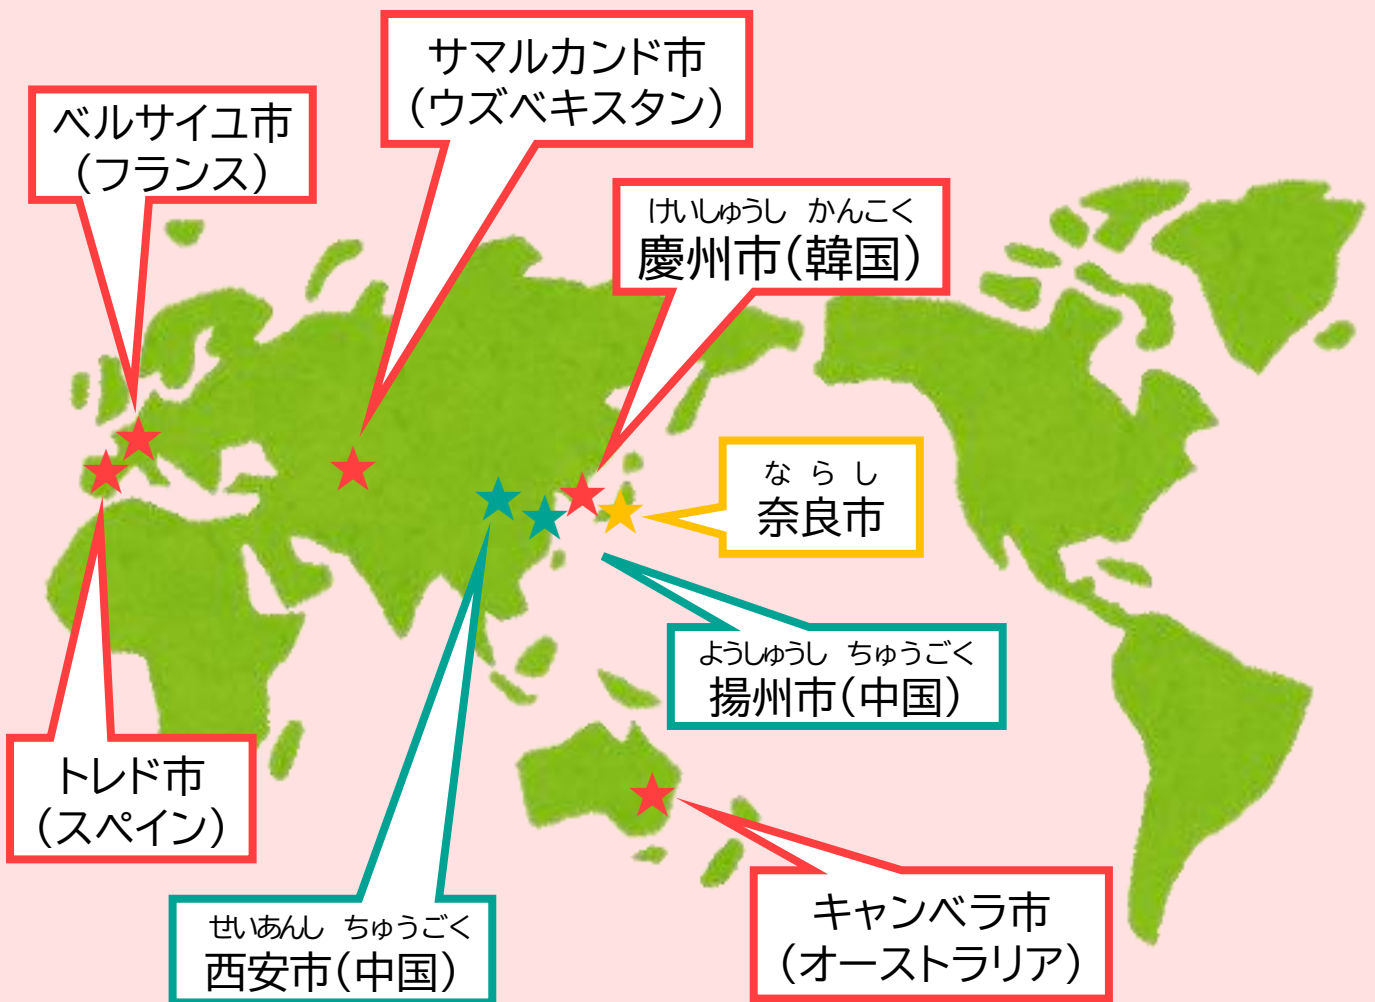 サマルカンド市
(ウズベキスタン)
ベルサイユ市
(フランス)
けいしゅうし かんこく
慶州市(韓国)
ならし
奈良市
ようしゅうし ちゅうごく
揚州市(中国)
トレド市
(スペイン)
キャンベラ市
(オーストラリア)
せいあんし ちゅうごく
西安市(中国)